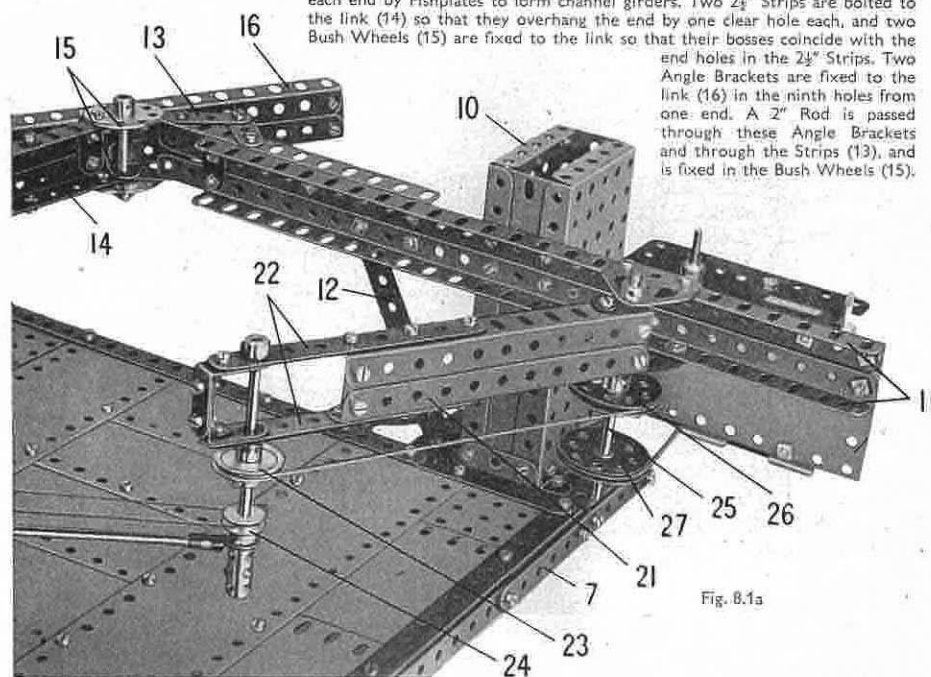 each end by Fishplates to form channel girders. Two 2½" Strips are bolted to
the link (14) so that they overhang the end by one clear hole each, and two
Bush Wheels (15) are fixed to the link so that their bosses coincide with the
end holes in the 2½" Strips. Two
Angle Brackets are fixed to the
link (16) in the ninth holes from
one end. A 2" Rod is passed
through these Angle Brackets
and through the Strips (13), and
is fixed in the Bush Wheels (15).
15
13
16
10
14
22
12
11
25
26
27
21
7
Fig. 8.1a
23
24